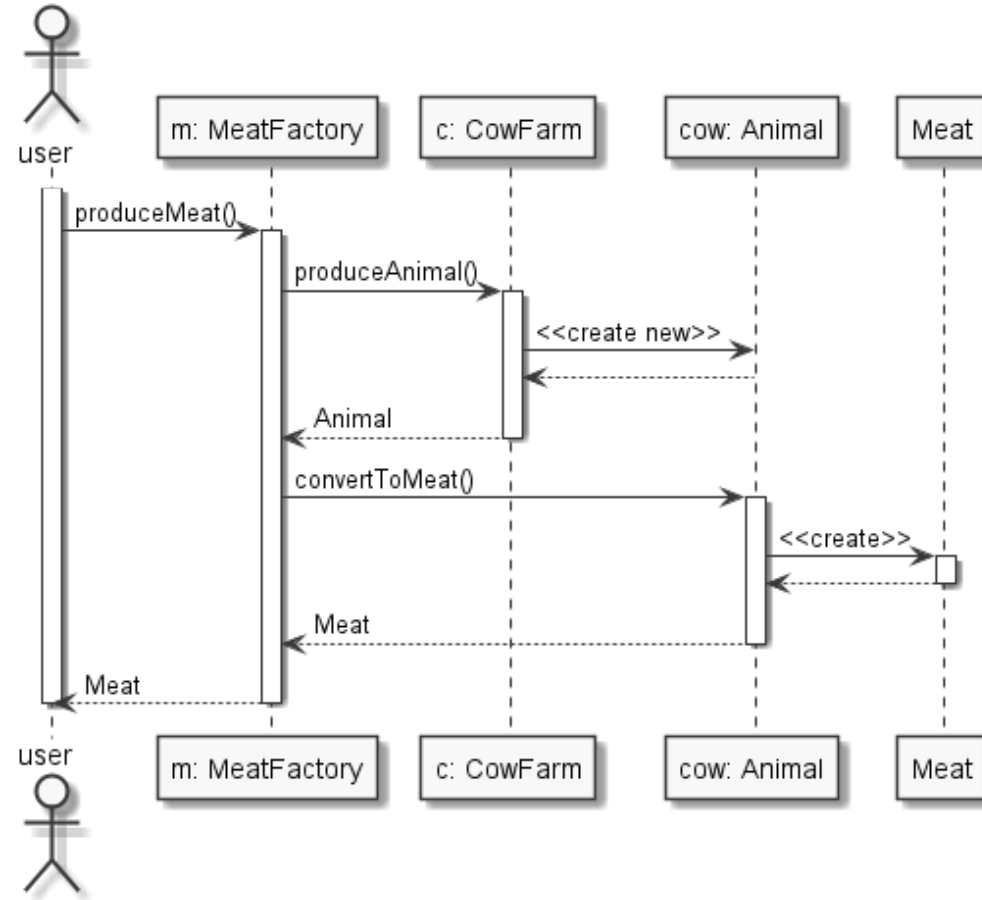 user
m: MeatFactory
c: CowFarm
cow: Animal
Meat
produceMeat()
produceAnimal()
<<create new>>
Animal
convertToMeat()
<<create>>
Meat
Meat
user
m: MeatFactory
c: CowFarm
cow: Animal
Meat